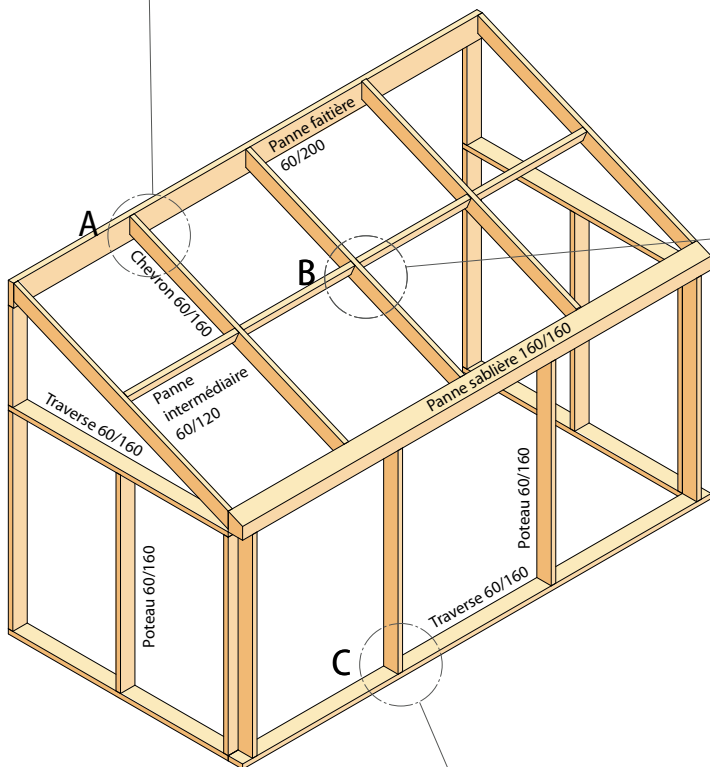 Panne faîtière
60/200
A
Chevron 60/160
B
Panne
intermédiaire
60/120
Panne sablière 160/160
Traverse 60/160
Poteau 60/160
Poteau 60/160
Traverse 60/160
C